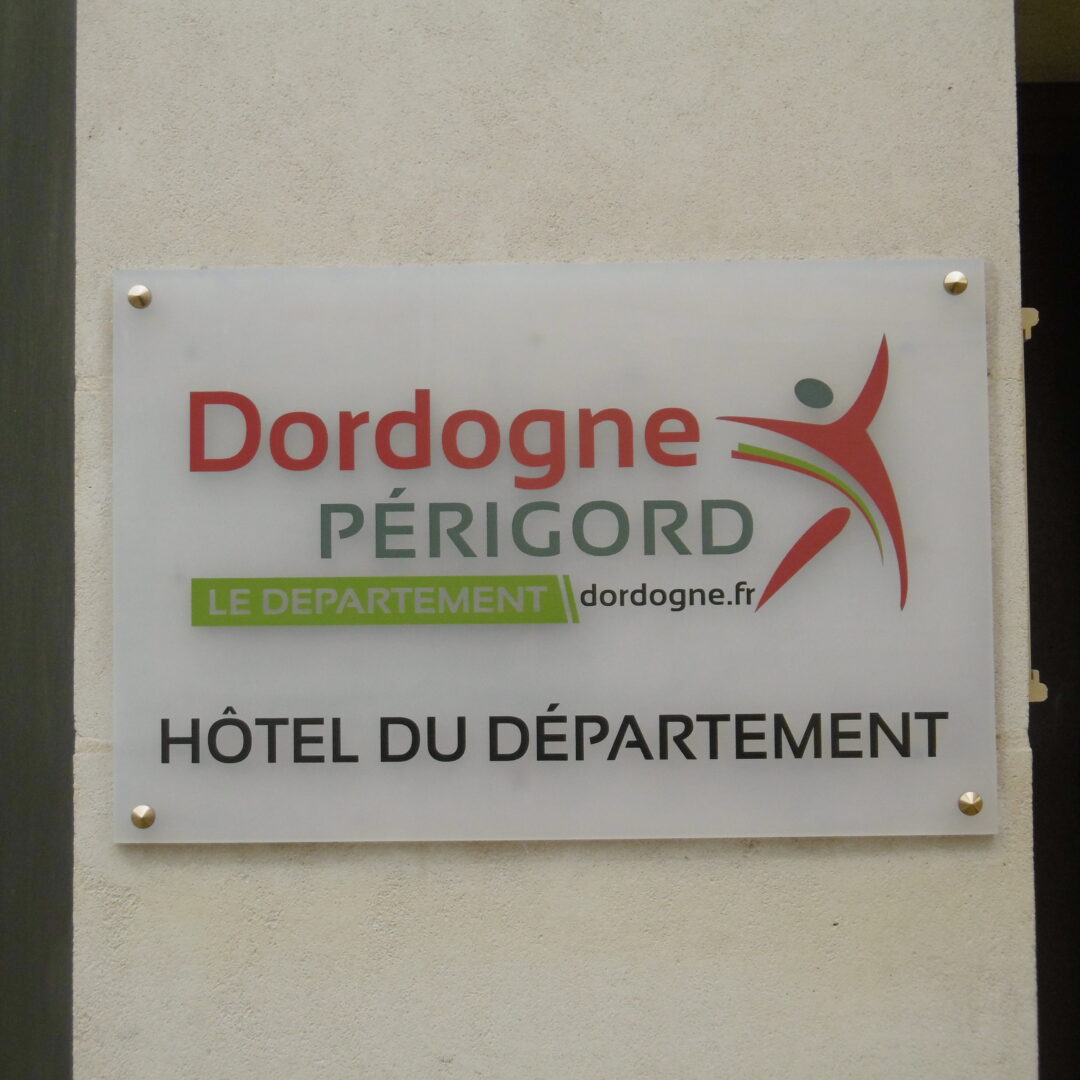 Dordogne
PÉRIGORD
LE DEPARTEMENT dordogne.fr
HÔTEL DU DÉPARTEMENT